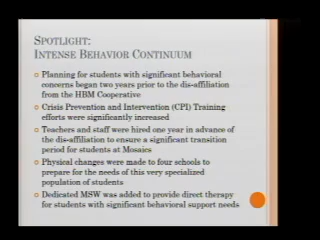 SPOTLIGHT:
INTENSE BEHAVIOR CONTINUUM
Planning for students with significant behavioral
concerns began two years prior to the dis-affiliation
from the HBM Cooperative
Crisis Prevention and Intervention (CPI) Training
efforts were significantly increased
Teachers and staff were hired one year in advance of
the dis-affiliation to ensure a significant transition
period for students at Mosaics
Physical changes were made to four schools to
prepare for the needs of this very specialized
population of students
Dedicated MSW was added to provide direct therapy
for students with significant behavioral support needs